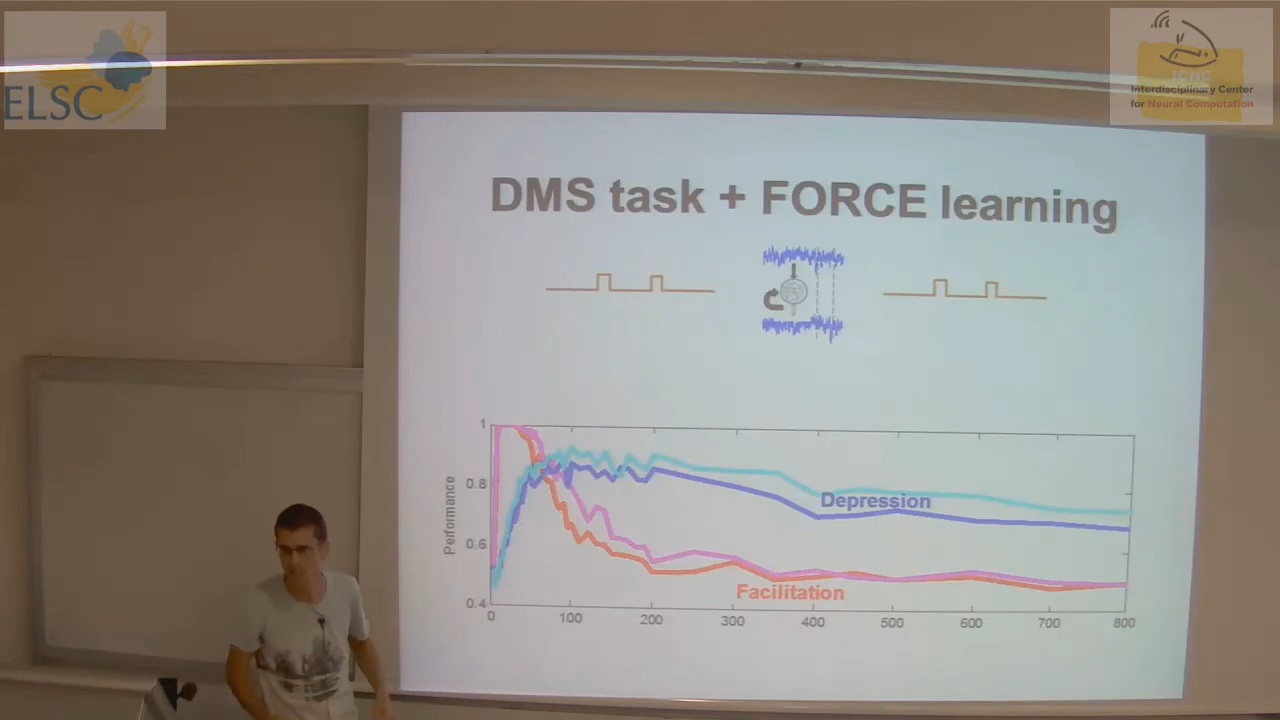 ELSC
ICNC
Interdisciplinary Center
for Neural Computation
DMS task + FORCE learning
Performance
1
0.8
0.6
0.4
Depression
Facilitation
0 100 200 300 400 500 600 700 800